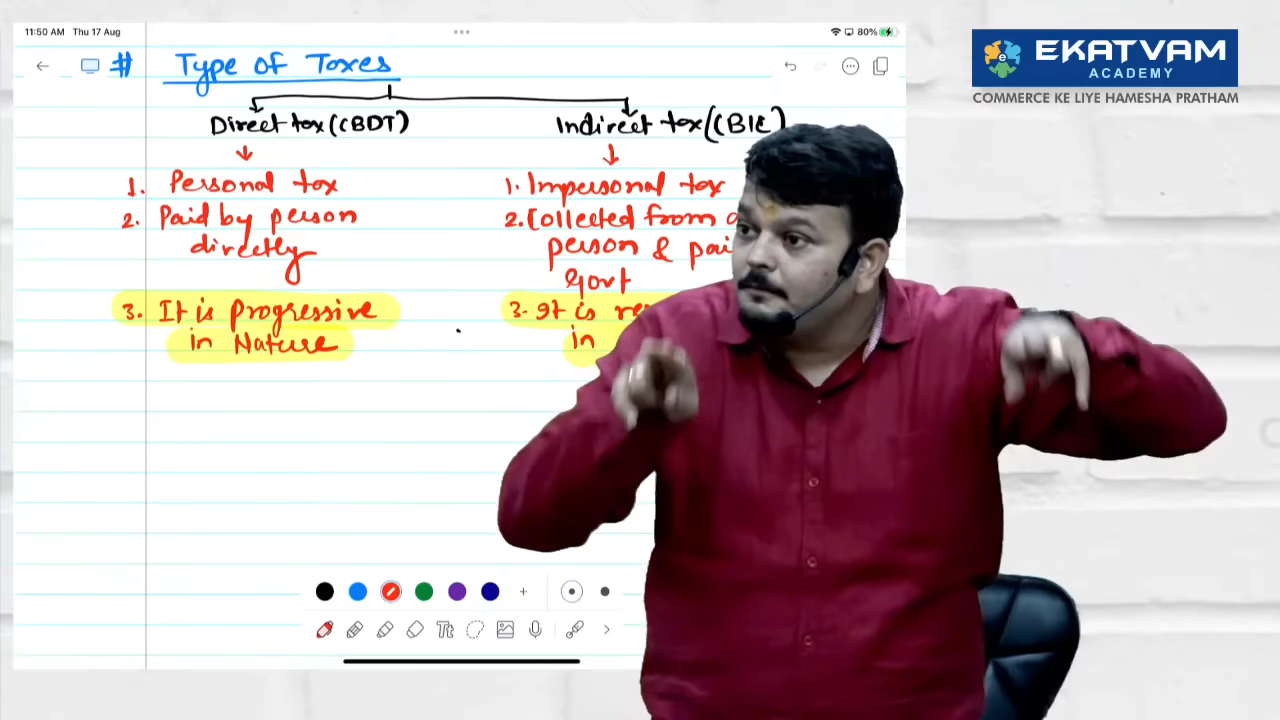 11:50 AM Thu 17 Aug
80%
EKATVAM
ACADEMY
COMMERCE KE LIYE HAMESHA PRATHAM
# Type of Taxes
Direct tax (CBDT)
Indirect tax (CBIC)
1. Personal tax
2. Paid by person
directly
3. It is progressive
in Nature
1. Impersonal tax
2. Collected from
person &
Govt
3. It is
in
Tt